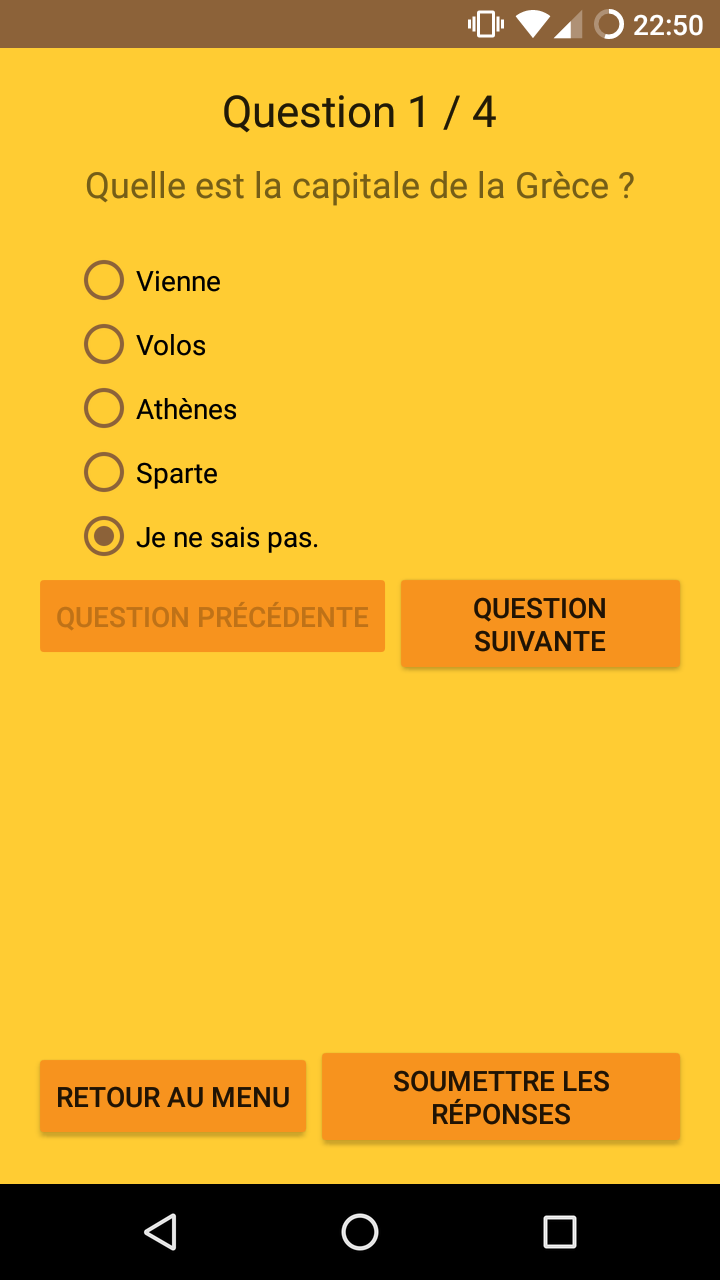 22:50
Question 1 / 4
Quelle est la capitale de la Grèce ?
Vienne
Volos
Athènes
Sparte
Je ne sais pas.
QUESTION PRÉCÉDENTE
QUESTION
SUIVANTE
RETOUR AU MENU
SOUMETTRE LES
RÉPONSES